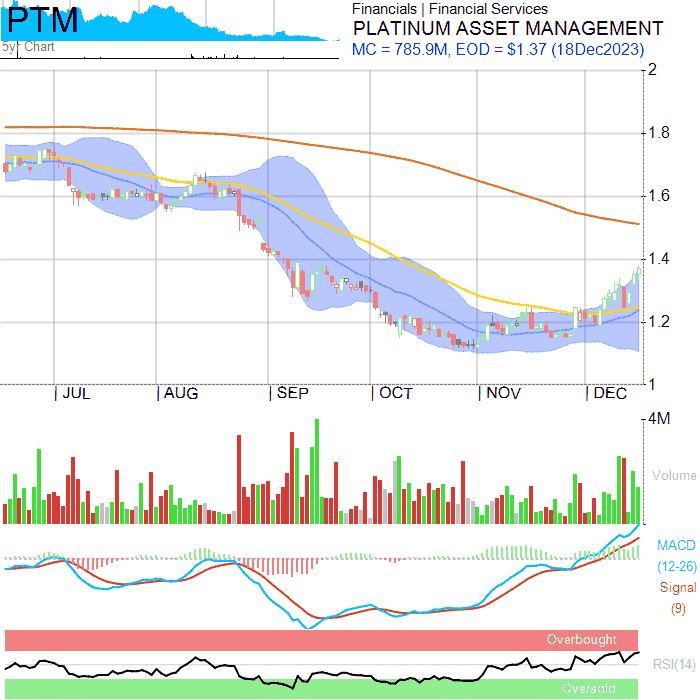 PTM
5yr Chart
Financials | Financial Services
PLATINUM ASSET MANAGEMENT
MC = 785.9M, EOD = $1.37 (18Dec2023)
2
1.8
1.6
1.4
1.2
1
JUL AUG SEP OCT NOV DEC
4M
Volume
MACD
(12-26)
Signal
(9)
Overbought
RSI(14)
Oversold